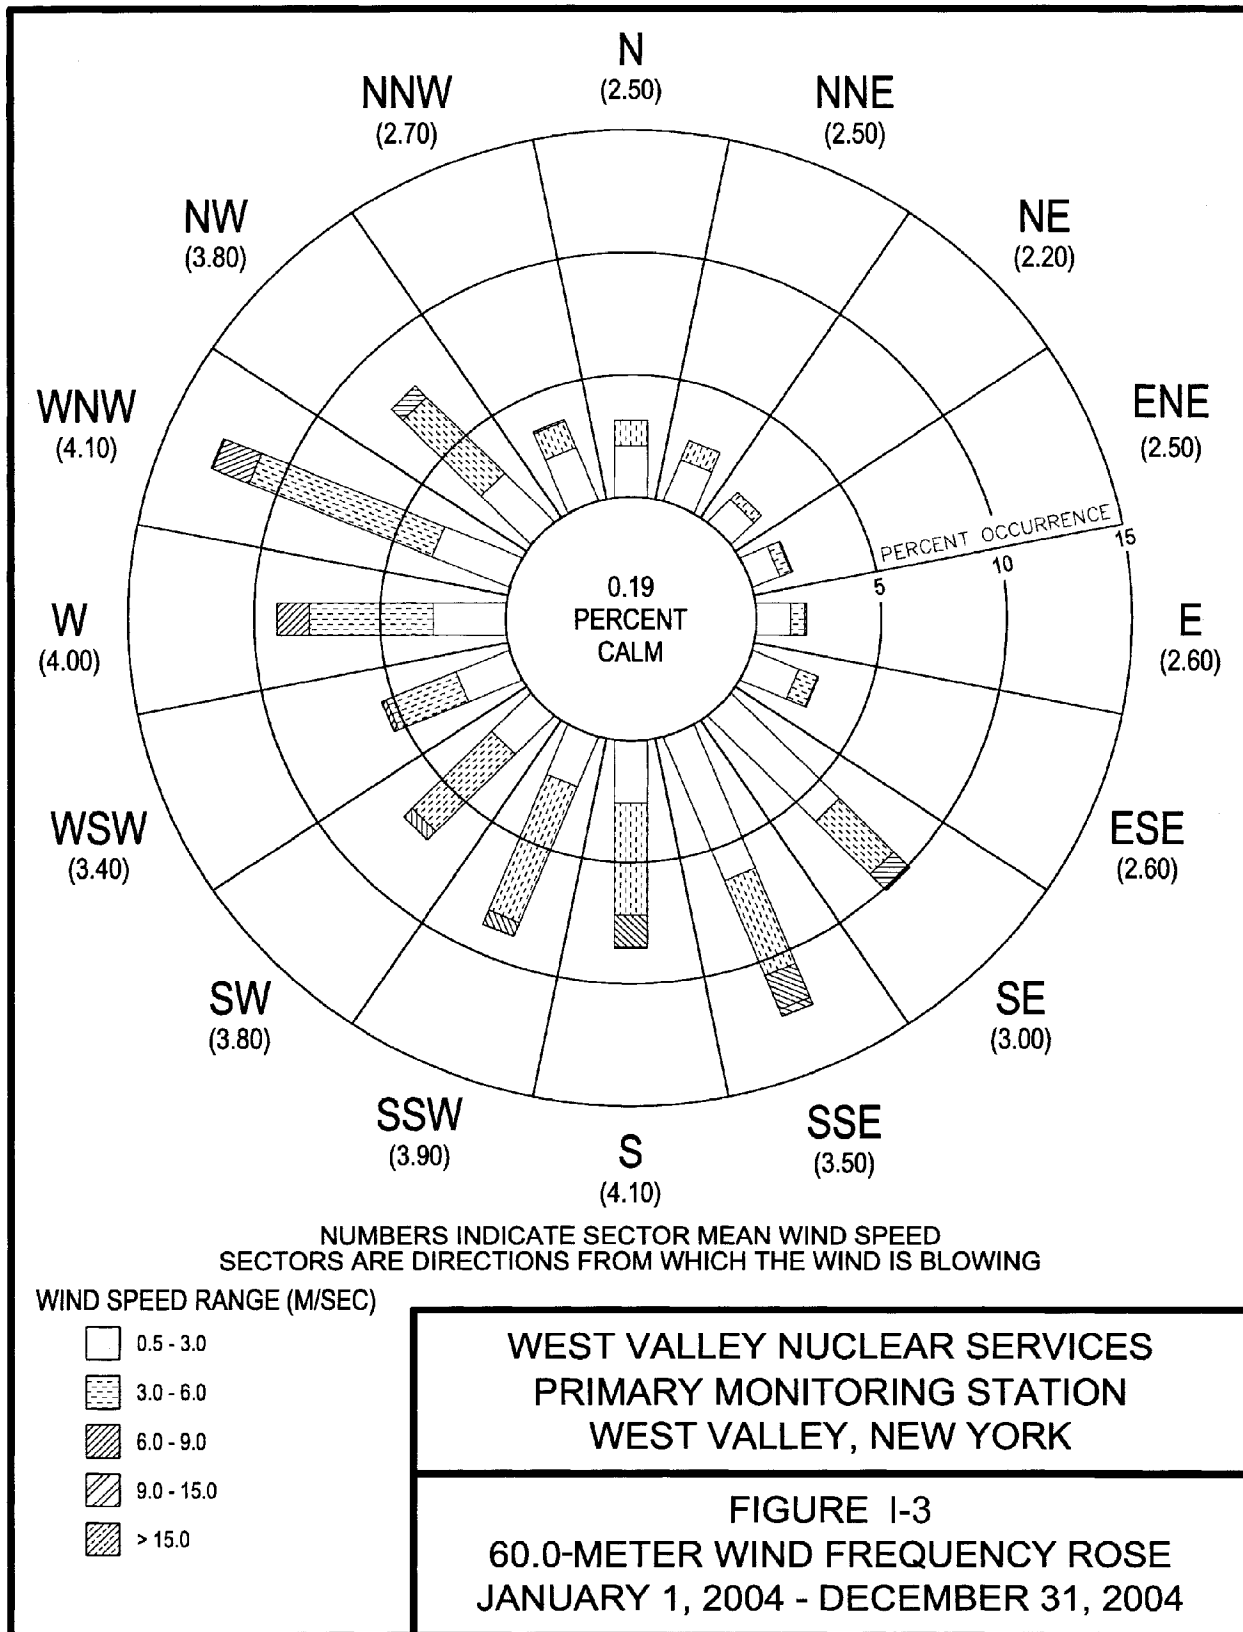 N
(2.50)
NNW
(2.70)
NNE
(2.50)
NW
(3.80)
NE
(2.20)
WNW
(4.10)
ENE
(2.50)
PERCENT OCCURRENCE
5
10
15
0.19
PERCENT
CALM
W
(4.00)
E
(2.60)
WSW
(3.40)
ESE
(2.60)
SW
(3.80)
SE
(3.00)
SSW
(3.90)
SSE
(3.50)
S
(4.10)
NUMBERS INDICATE SECTOR MEAN WIND SPEED
SECTORS ARE DIRECTIONS FROM WHICH THE WIND IS BLOWING
WIND SPEED RANGE (M/SEC)
0.5 - 3.0
3.0 - 6.0
6.0 - 9.0
9.0 - 15.0
> 15.0
WEST VALLEY NUCLEAR SERVICES
PRIMARY MONITORING STATION
WEST VALLEY, NEW YORK
FIGURE I-3
60.0-METER WIND FREQUENCY ROSE
JANUARY 1, 2004 - DECEMBER 31, 2004